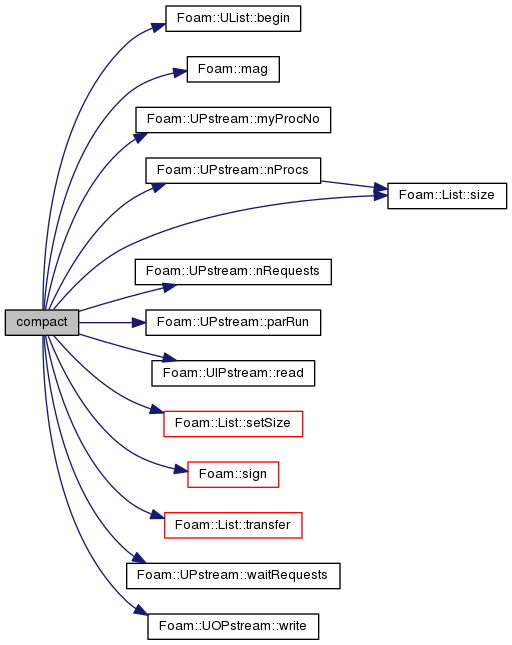 Foam::UList::begin
Foam::mag
Foam::UPstream::myProcNo
Foam::UPstream::nProcs
Foam::List::size
Foam::UPstream::nRequests
compact
Foam::UPstream::parRun
Foam::UIPstream::read
Foam::List::setSize
Foam::sign
Foam::List::transfer
Foam::UPstream::waitRequests
Foam::UOPstream::write